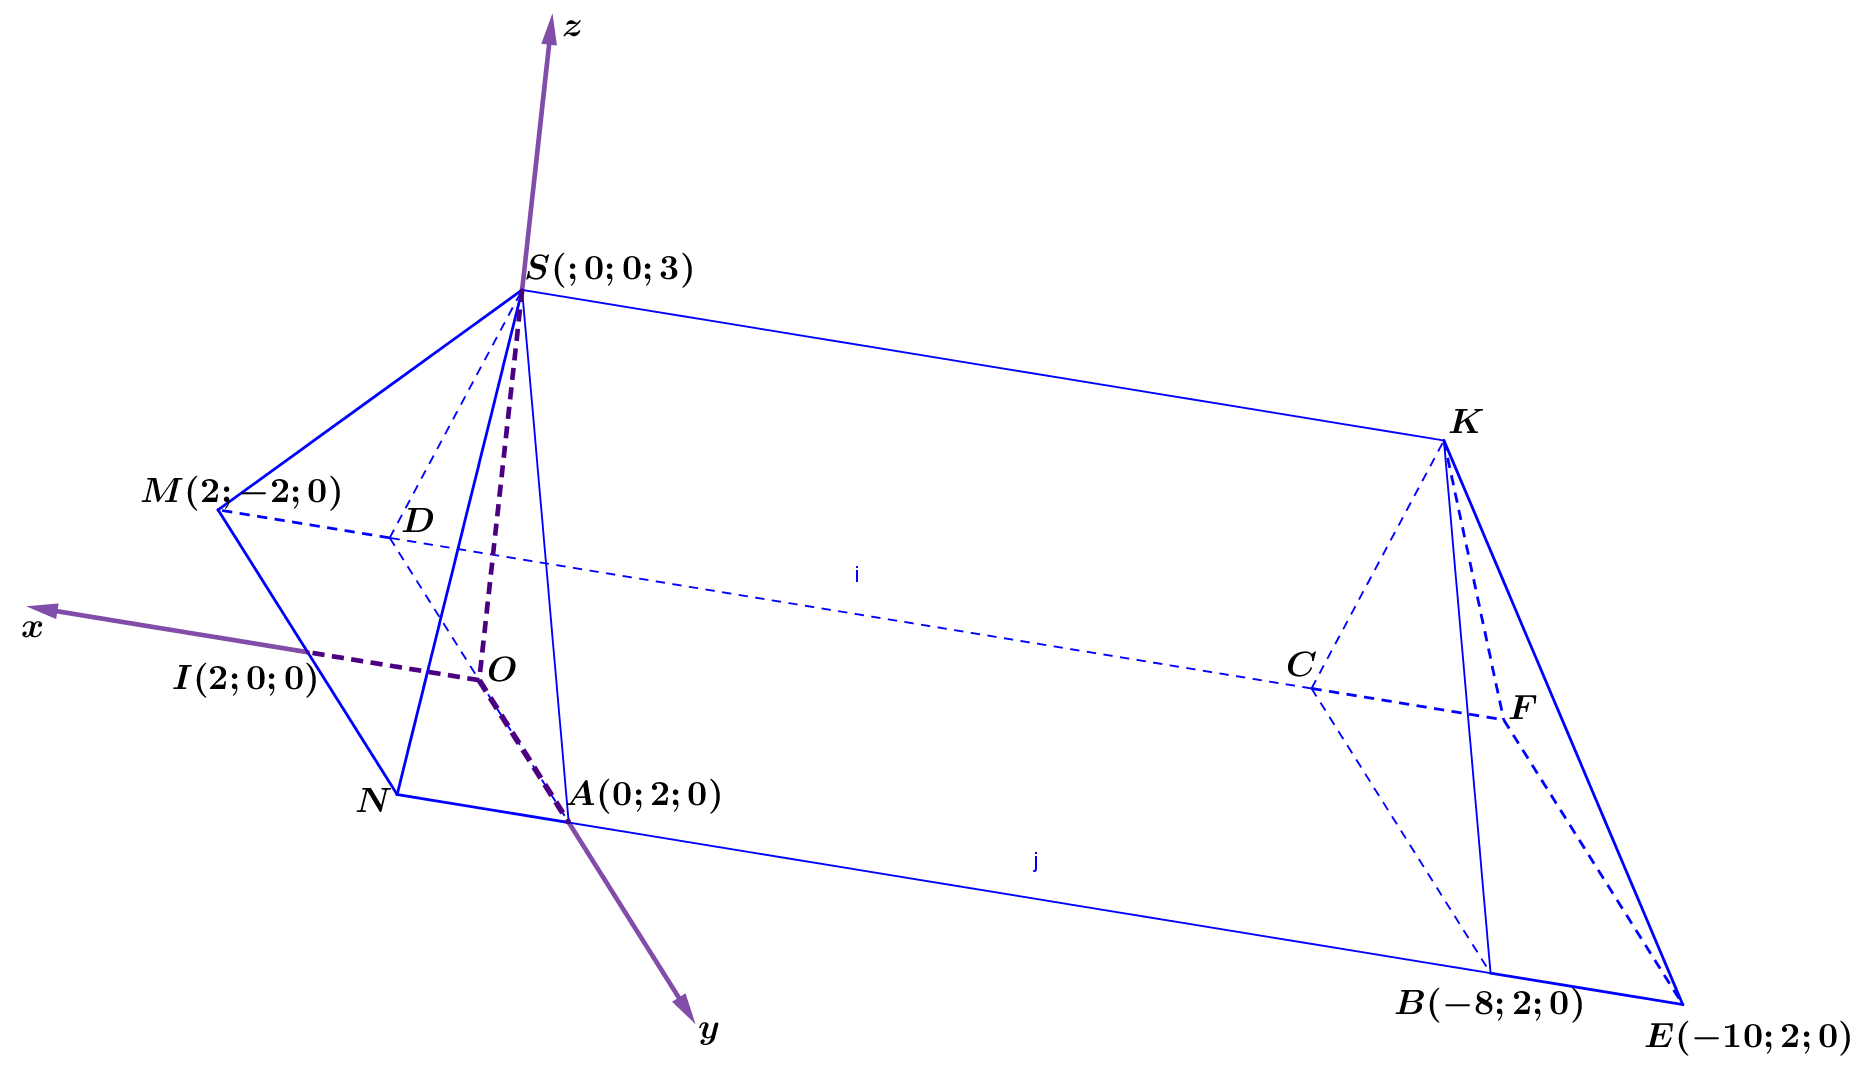 z
S(;0;0;3)
K
M(2;−2;0)
D
i
x
I(2;0;0)
O
C
F
N
A(0;2;0)
j
B(−8;2;0)
y
E(−10;2;0)